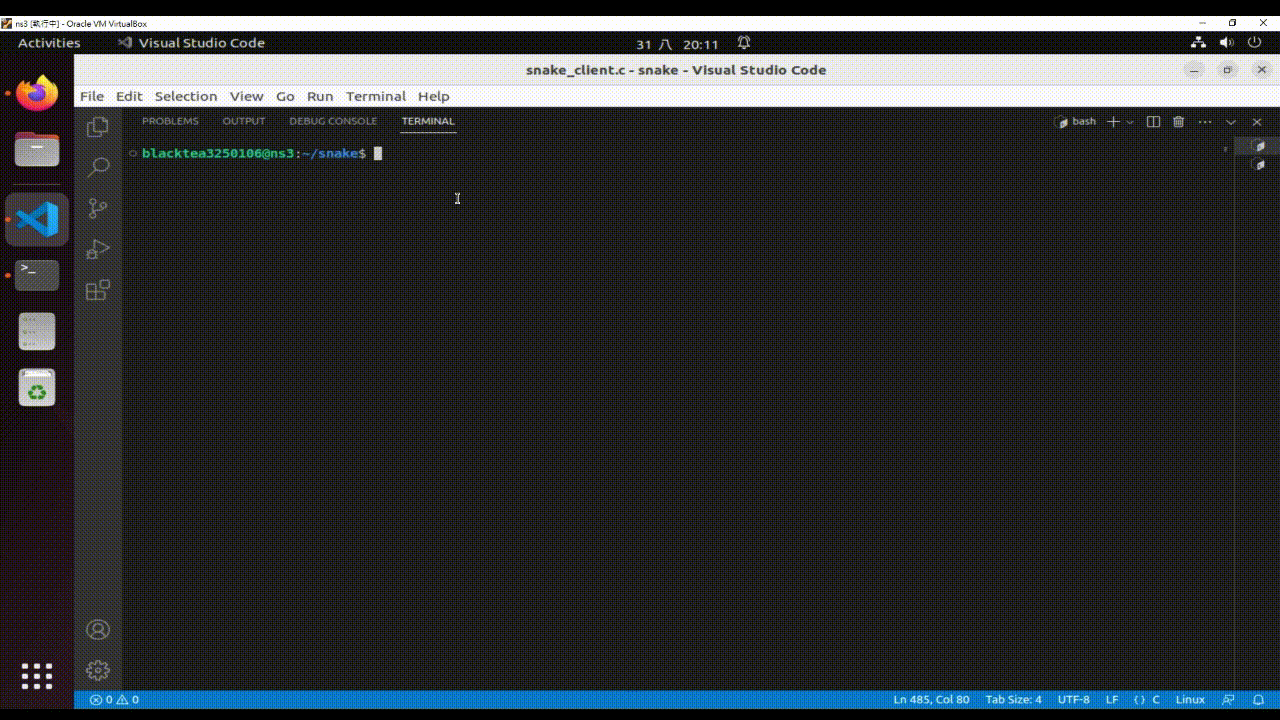 ns3 [執行中] - Oracle VM VirtualBox
Activities Visual Studio Code 31 八 20:11
snake_client.c - snake - Visual Studio Code
File Edit Selection View Go Run Terminal Help
PROBLEMS OUTPUT DEBUG CONSOLE TERMINAL bash
blacktea3250106@ns3:~/snake$
>_
0 0 Ln 485, Col 80 Tab Size: 4 UTF-8 LF {} C Linux